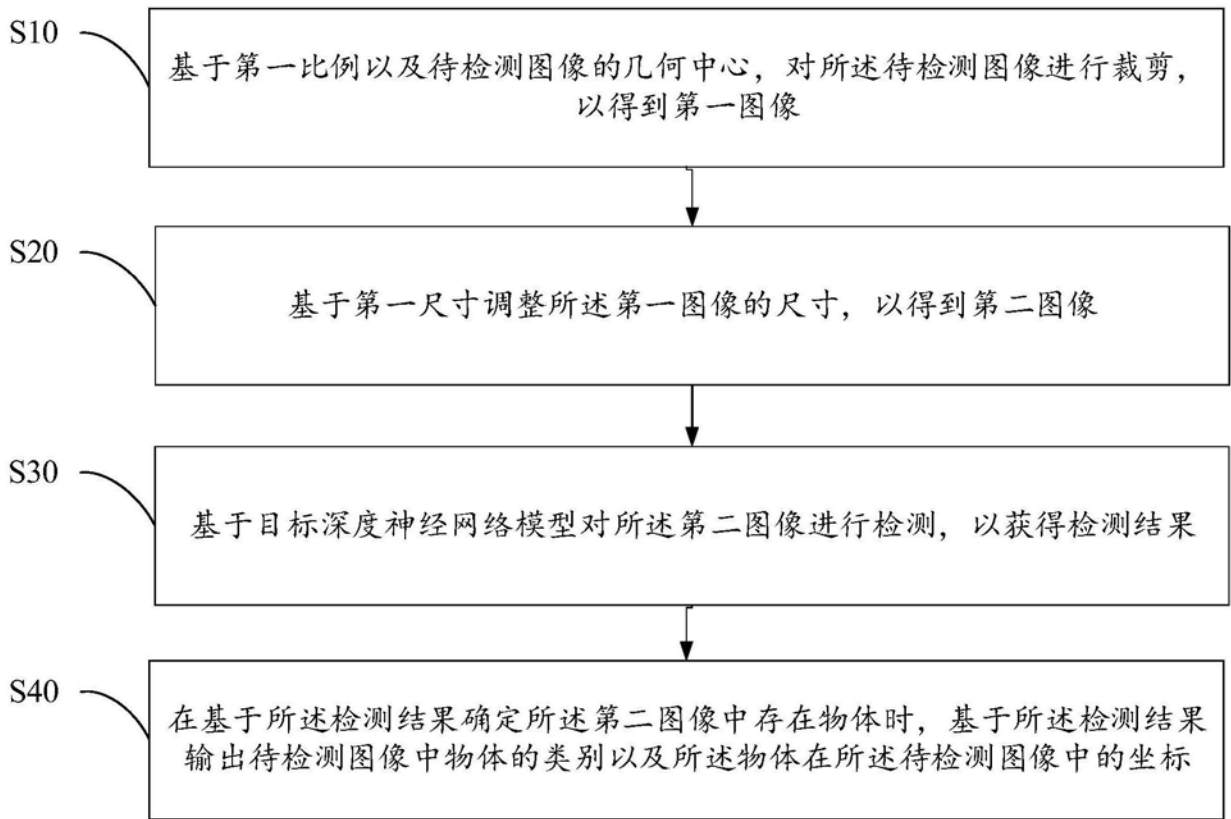 S10
基于第一比例以及待检测图像的几何中心，对所述待检测图像进行裁剪，
以得到第一图像
S20
基于第一尺寸调整所述第一图像的尺寸，以得到第二图像
S30
基于目标深度神经网络模型对所述第二图像进行检测，以获得检测结果
S40
在基于所述检测结果确定所述第二图像中存在物体时，基于所述检测结果
输出待检测图像中物体的类别以及所述物体在所述待检测图像中的坐标